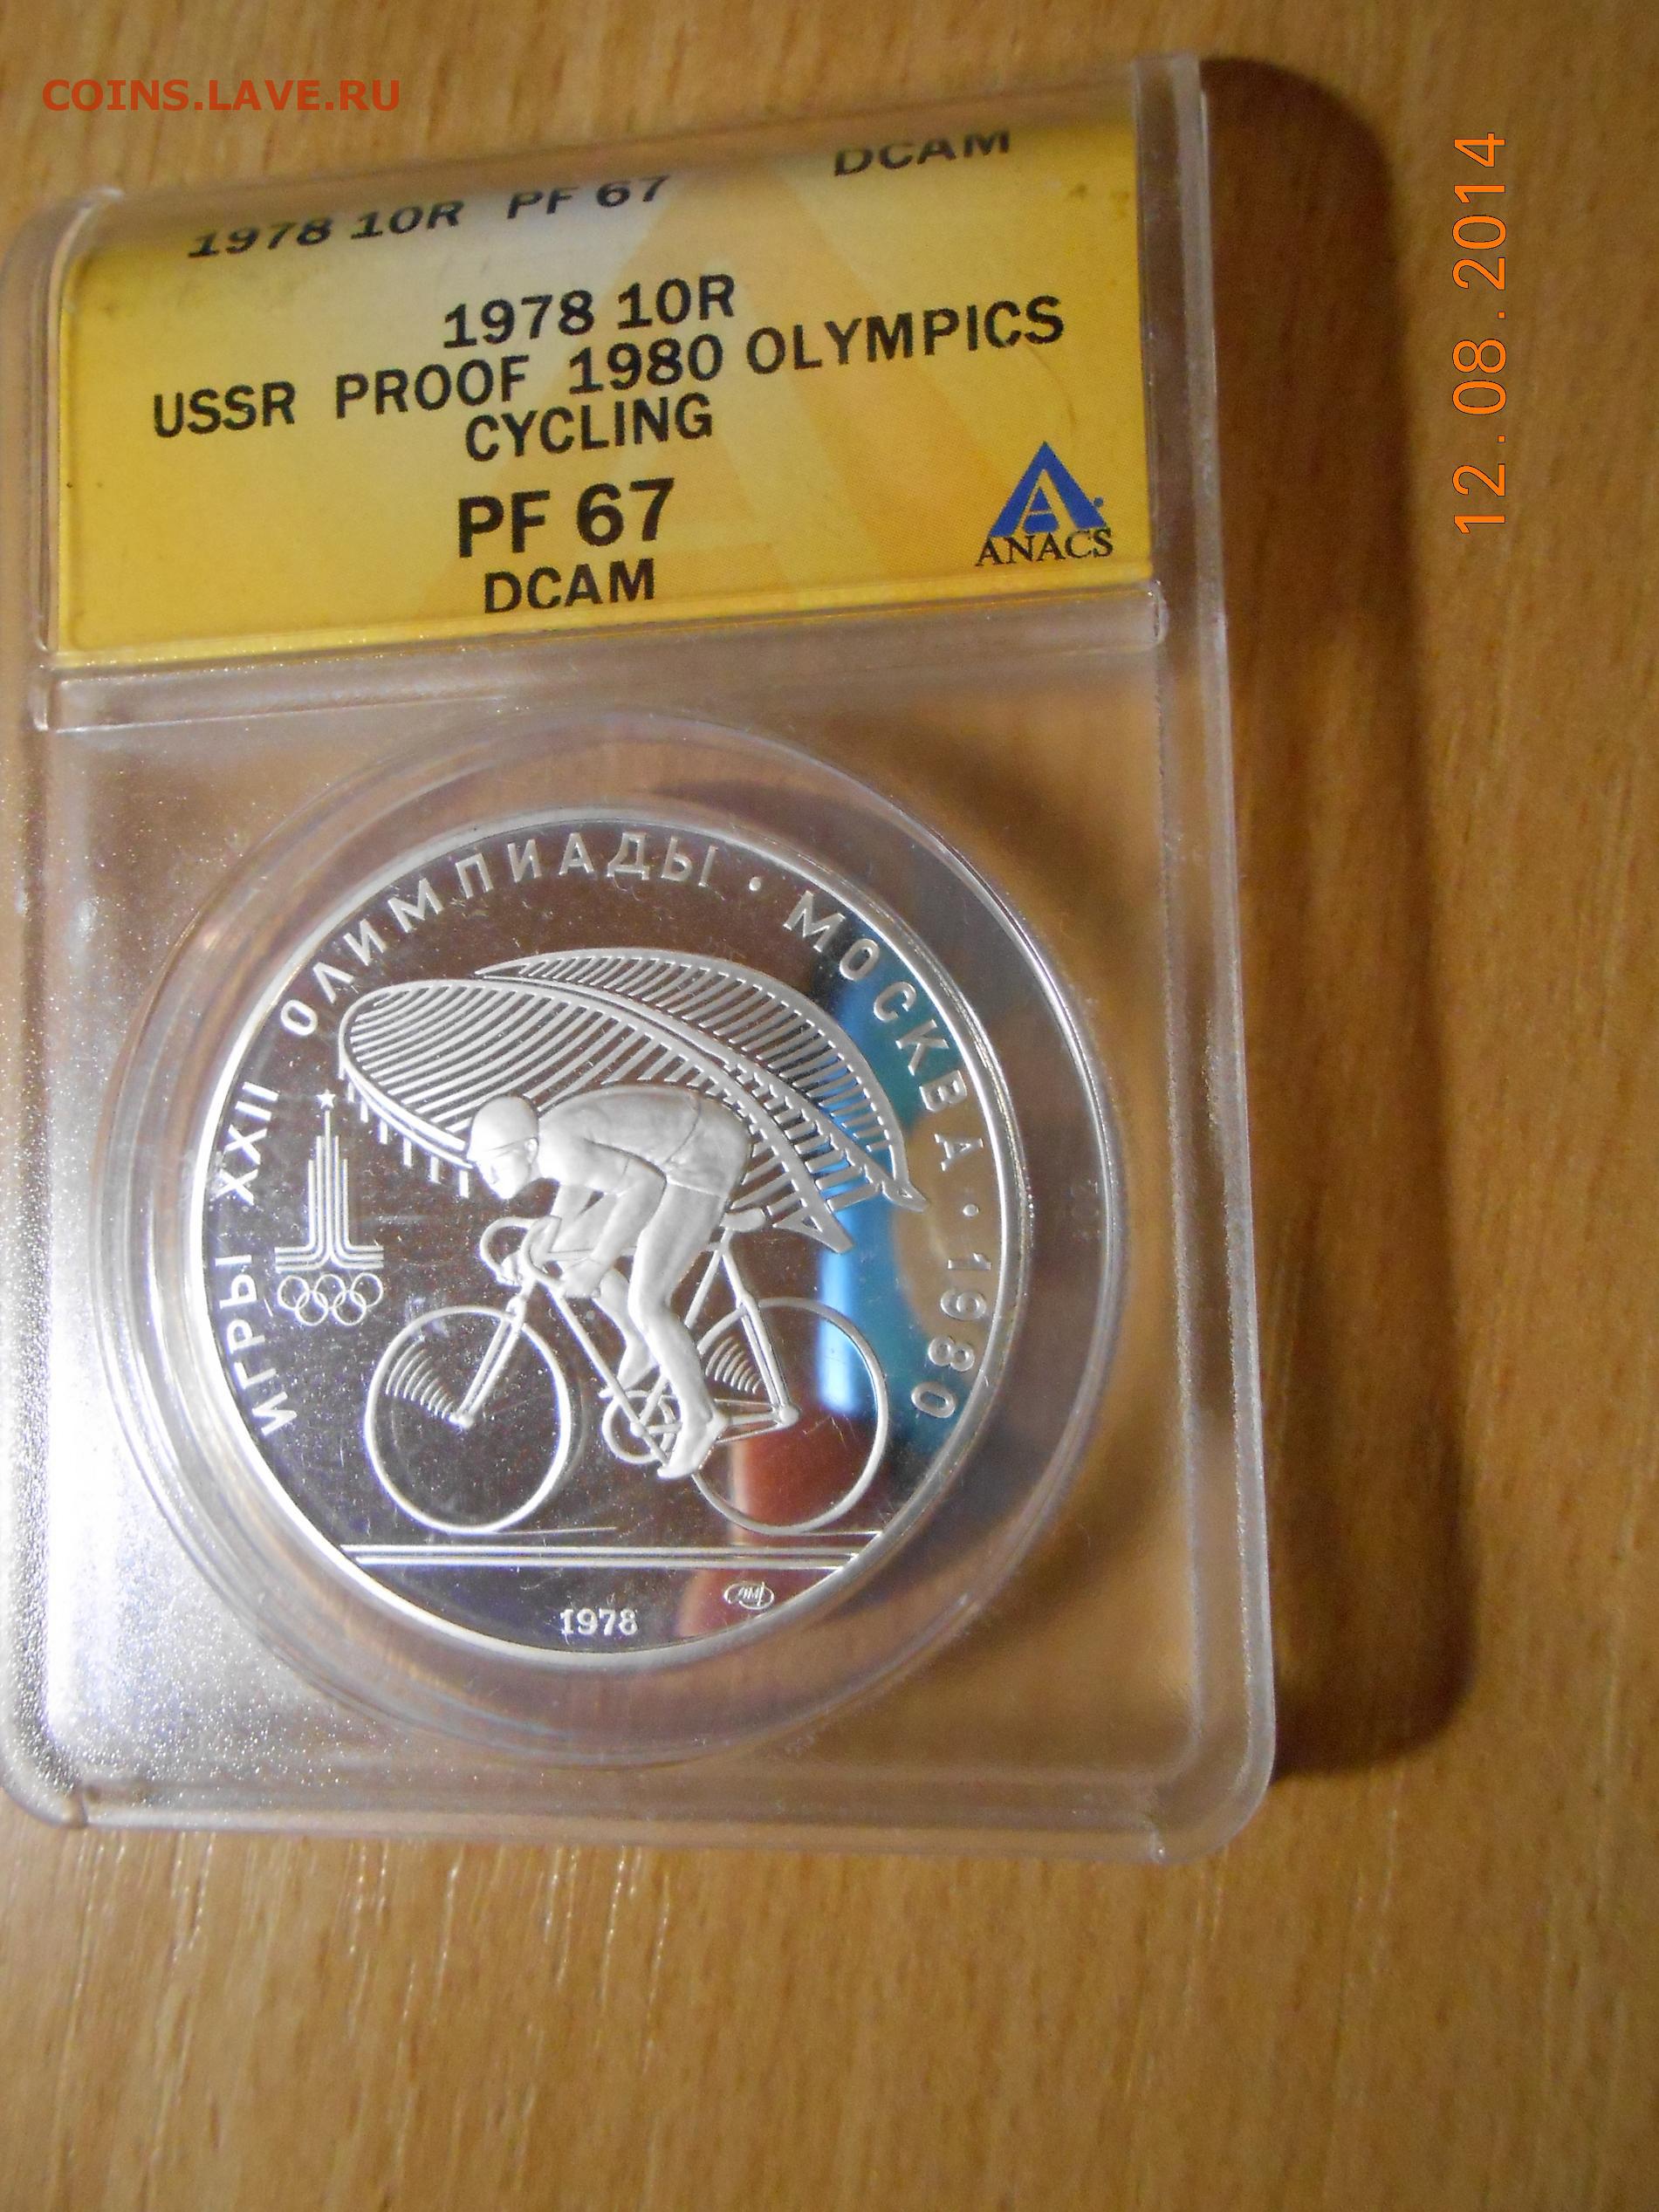 COINS.LAVE.RU
12.08.2014
1978 10R PF 67 DCAM
1978 10R
USSR PROOF 1980 OLYMPICS
CYCLING
PF 67
DCAM
ANACS
ИГРЫ XXII ОЛИМПИАДЫ • МОСКВА • 1980
1978